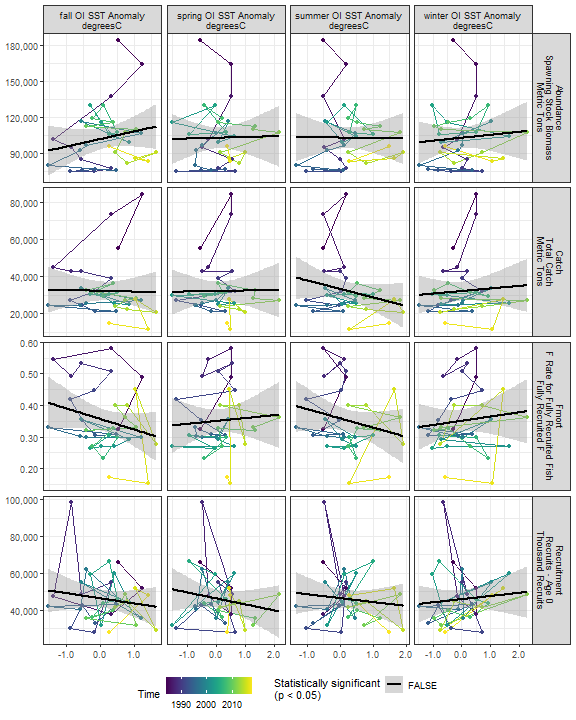 fall OI SST Anomaly
degreesC
spring OI SST Anomaly
degreesC
summer OI SST Anomaly
degreesC
winter OI SST Anomaly
degreesC
180,000
150,000
120,000
90,000
Abundance
Spawning Stock Biomass
Metric Tons
80,000
60,000
40,000
20,000
Catch
Total Catch
Metric Tons
0.60
0.50
0.40
0.30
0.20
Fmort
F Rate for Fully Recruited Fish
Fully Recruited F
100,000
80,000
60,000
40,000
Recruitment
Recruits - Age 0
Thousand Recruits
-1.0 0.0 1.0 2.0
-1.0 0.0 1.0 2.0
-1.0 0.0 1.0 2.0
-1.0 0.0 1.0 2.0
Time
1990 2000 2010
Statistically significant
(p < 0.05)
FALSE